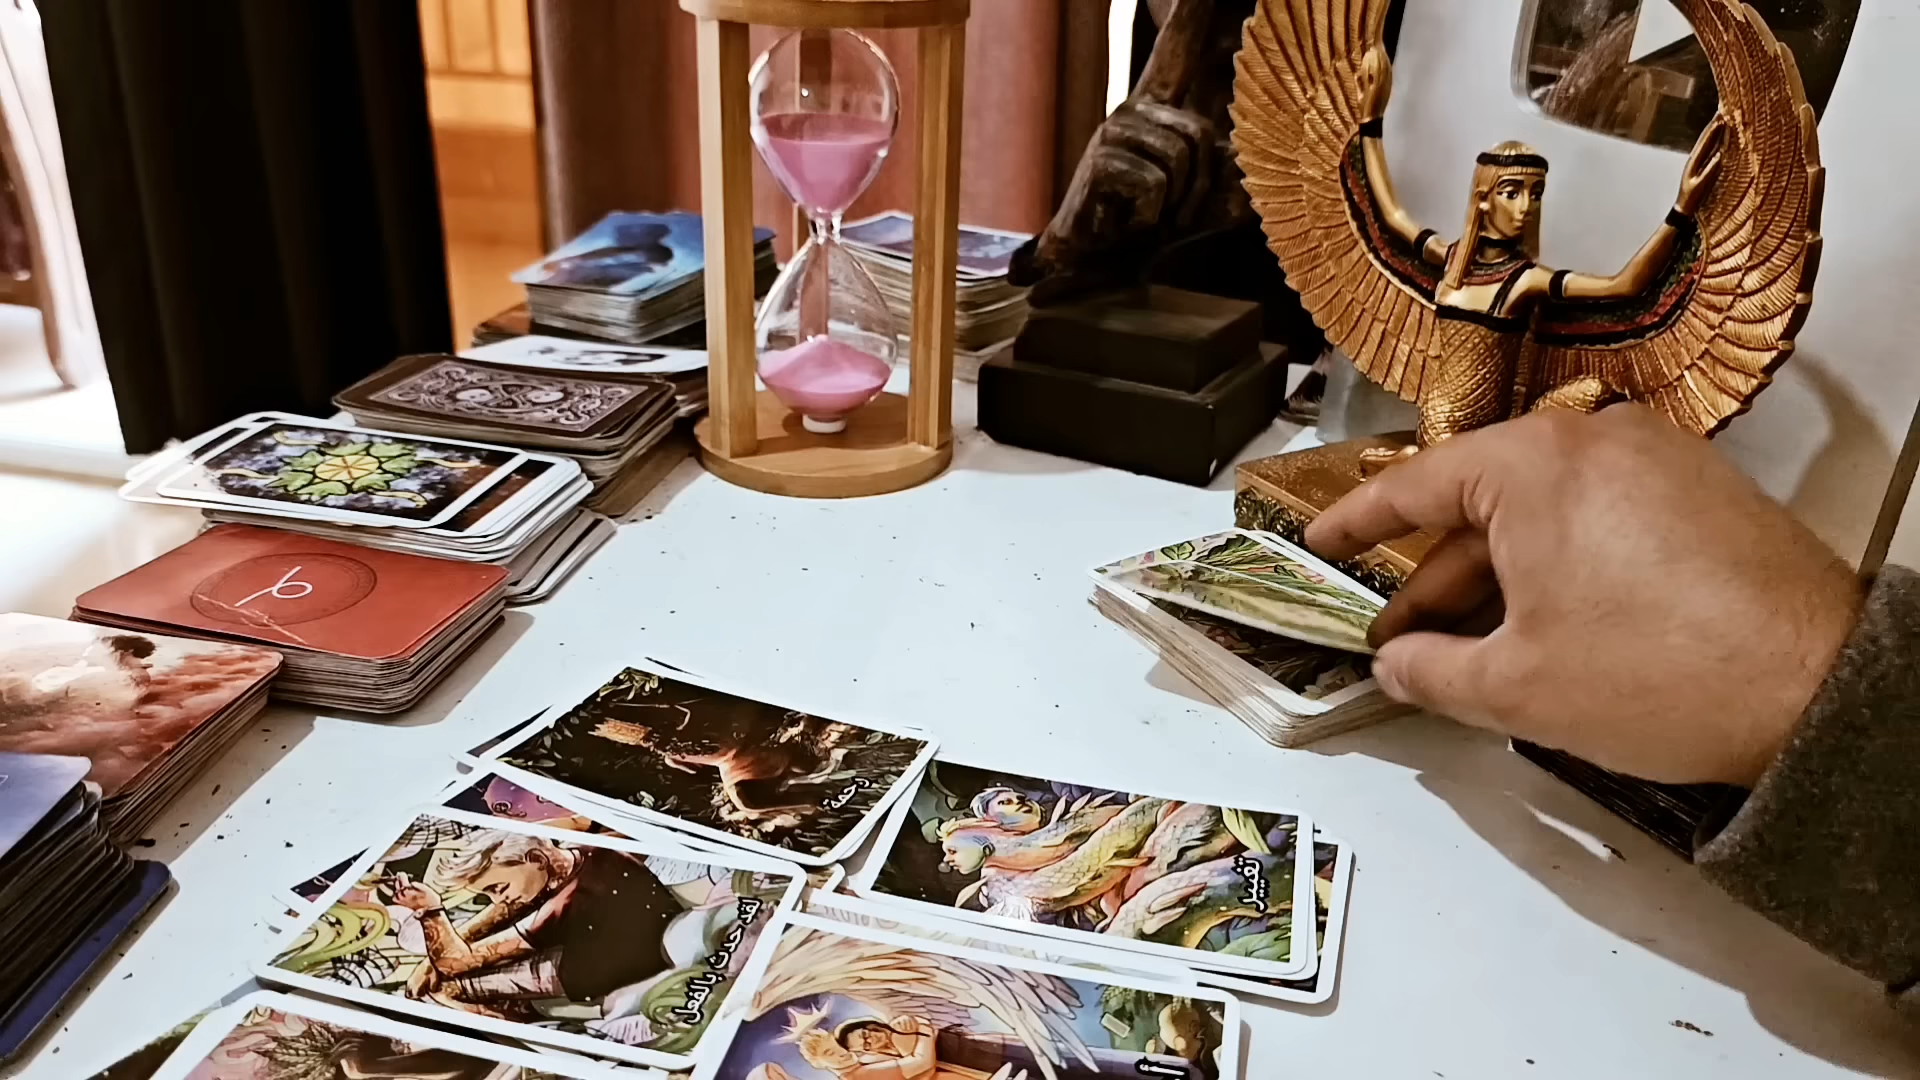 رحمة
تغيير
لقد حدث بالفعل